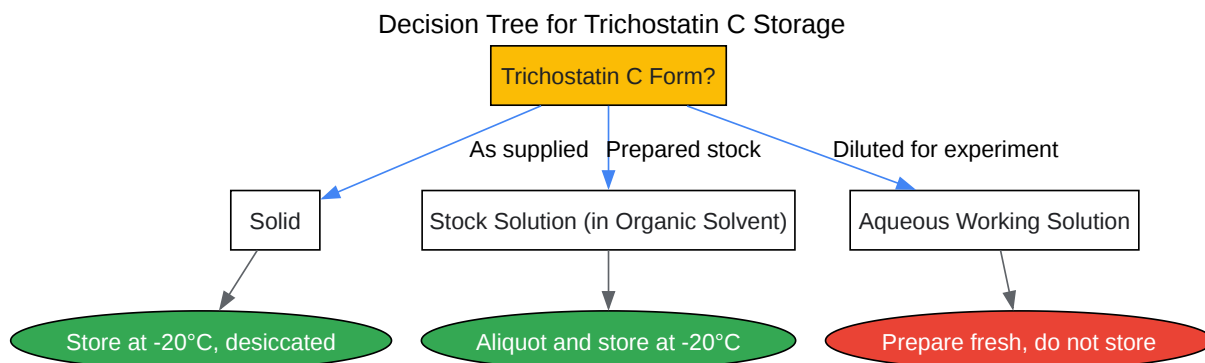 Decision Tree for Trichostatin C Storage
Trichostatin C Form?
As supplied
Prepared stock
Diluted for experiment
Solid
Stock Solution (in Organic Solvent)
Aqueous Working Solution
Store at -20°C, desiccated
Aliquot and store at -20°C
Prepare fresh, do not store